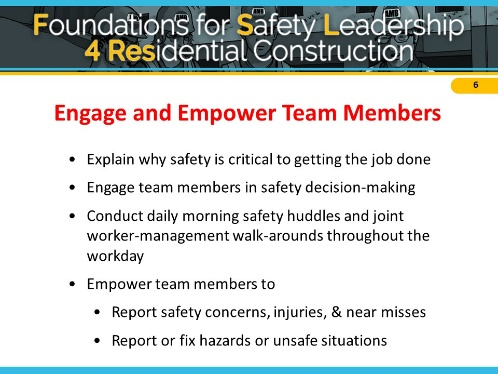 Foundations for Safety Leadership
4 Residential Construction
6
Engage and Empower Team Members
• Explain why safety is critical to getting the job done
• Engage team members in safety decision-making
• Conduct daily morning safety huddles and joint
worker-management walk-arounds throughout the
workday
• Empower team members to
• Report safety concerns, injuries, & near misses
• Report or fix hazards or unsafe situations